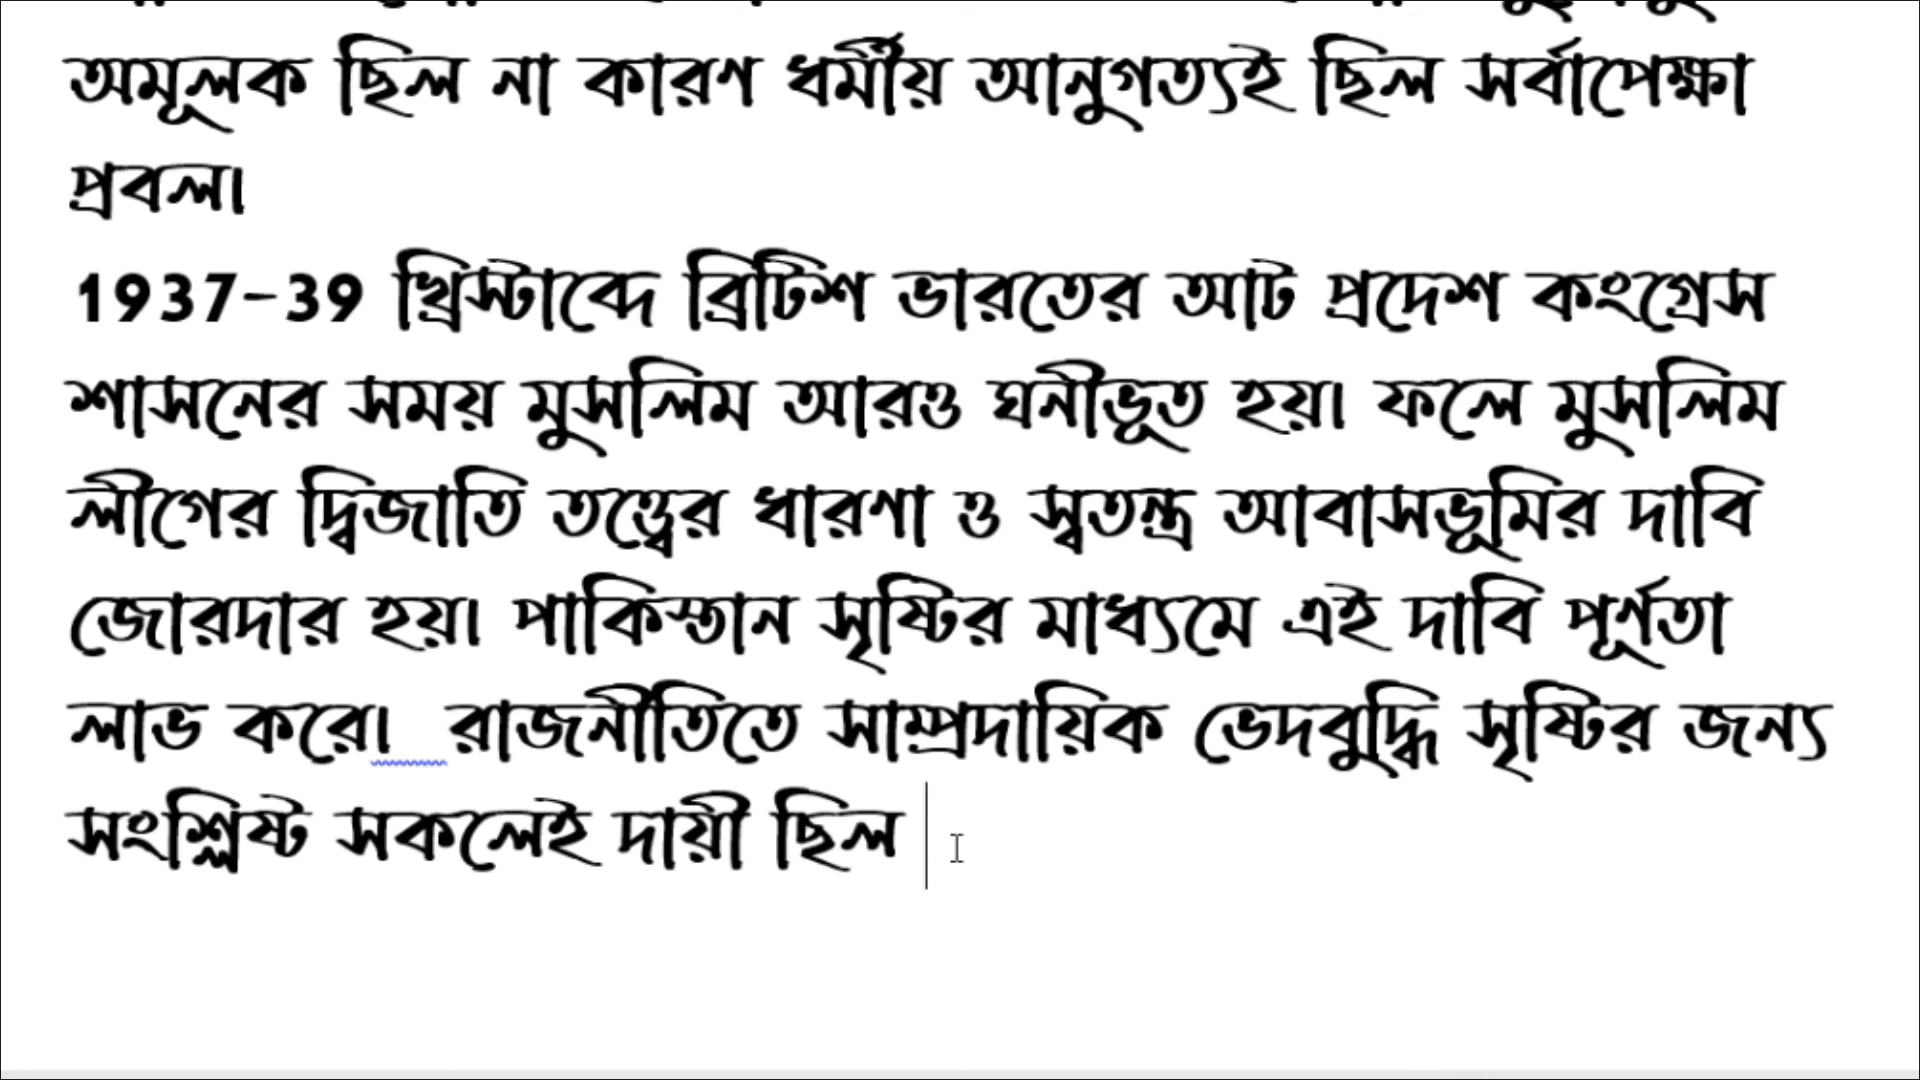 অমূলক ছিল না কারণ ধর্মীয় আনুগত্যই ছিল সর্বাপেক্ষা
প্রবল।
1937-39 খ্রিস্টাব্দে ব্রিটিশ ভারতের আট প্রদেশ কংগ্রেস
শাসনের সময় মুসলিম আরও ঘনীভূত হয়। ফলে মুসলিম
লীগের দ্বিজাতি তত্ত্বের ধারণা ও স্বতন্ত্র আবাসভূমির দাবি
জোরদার হয়। পাকিস্তান সৃষ্টির মাধ্যমে এই দাবি পূর্ণতা
লাভ করে। রাজনীতিতে সাম্প্রদায়িক ভেদবুদ্ধি সৃষ্টির জন্য
সংশ্লিষ্ট সকলেই দায়ী ছিল